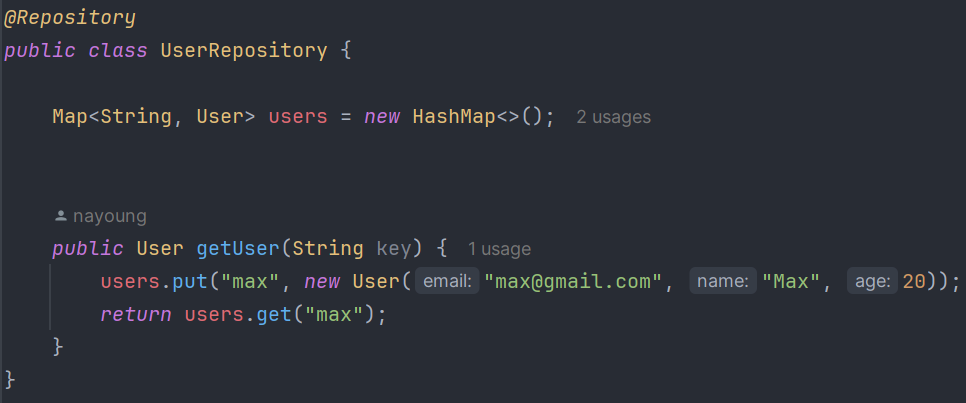 @Repository
public class UserRepository {
Map<String, User> users = new HashMap<>(); 2 usages
nayoung
public User getUser(String key) { 1 usage
users.put("max", new User( email: "max@gmail.com", name: "Max", age: 20));
return users.get("max");
}
}